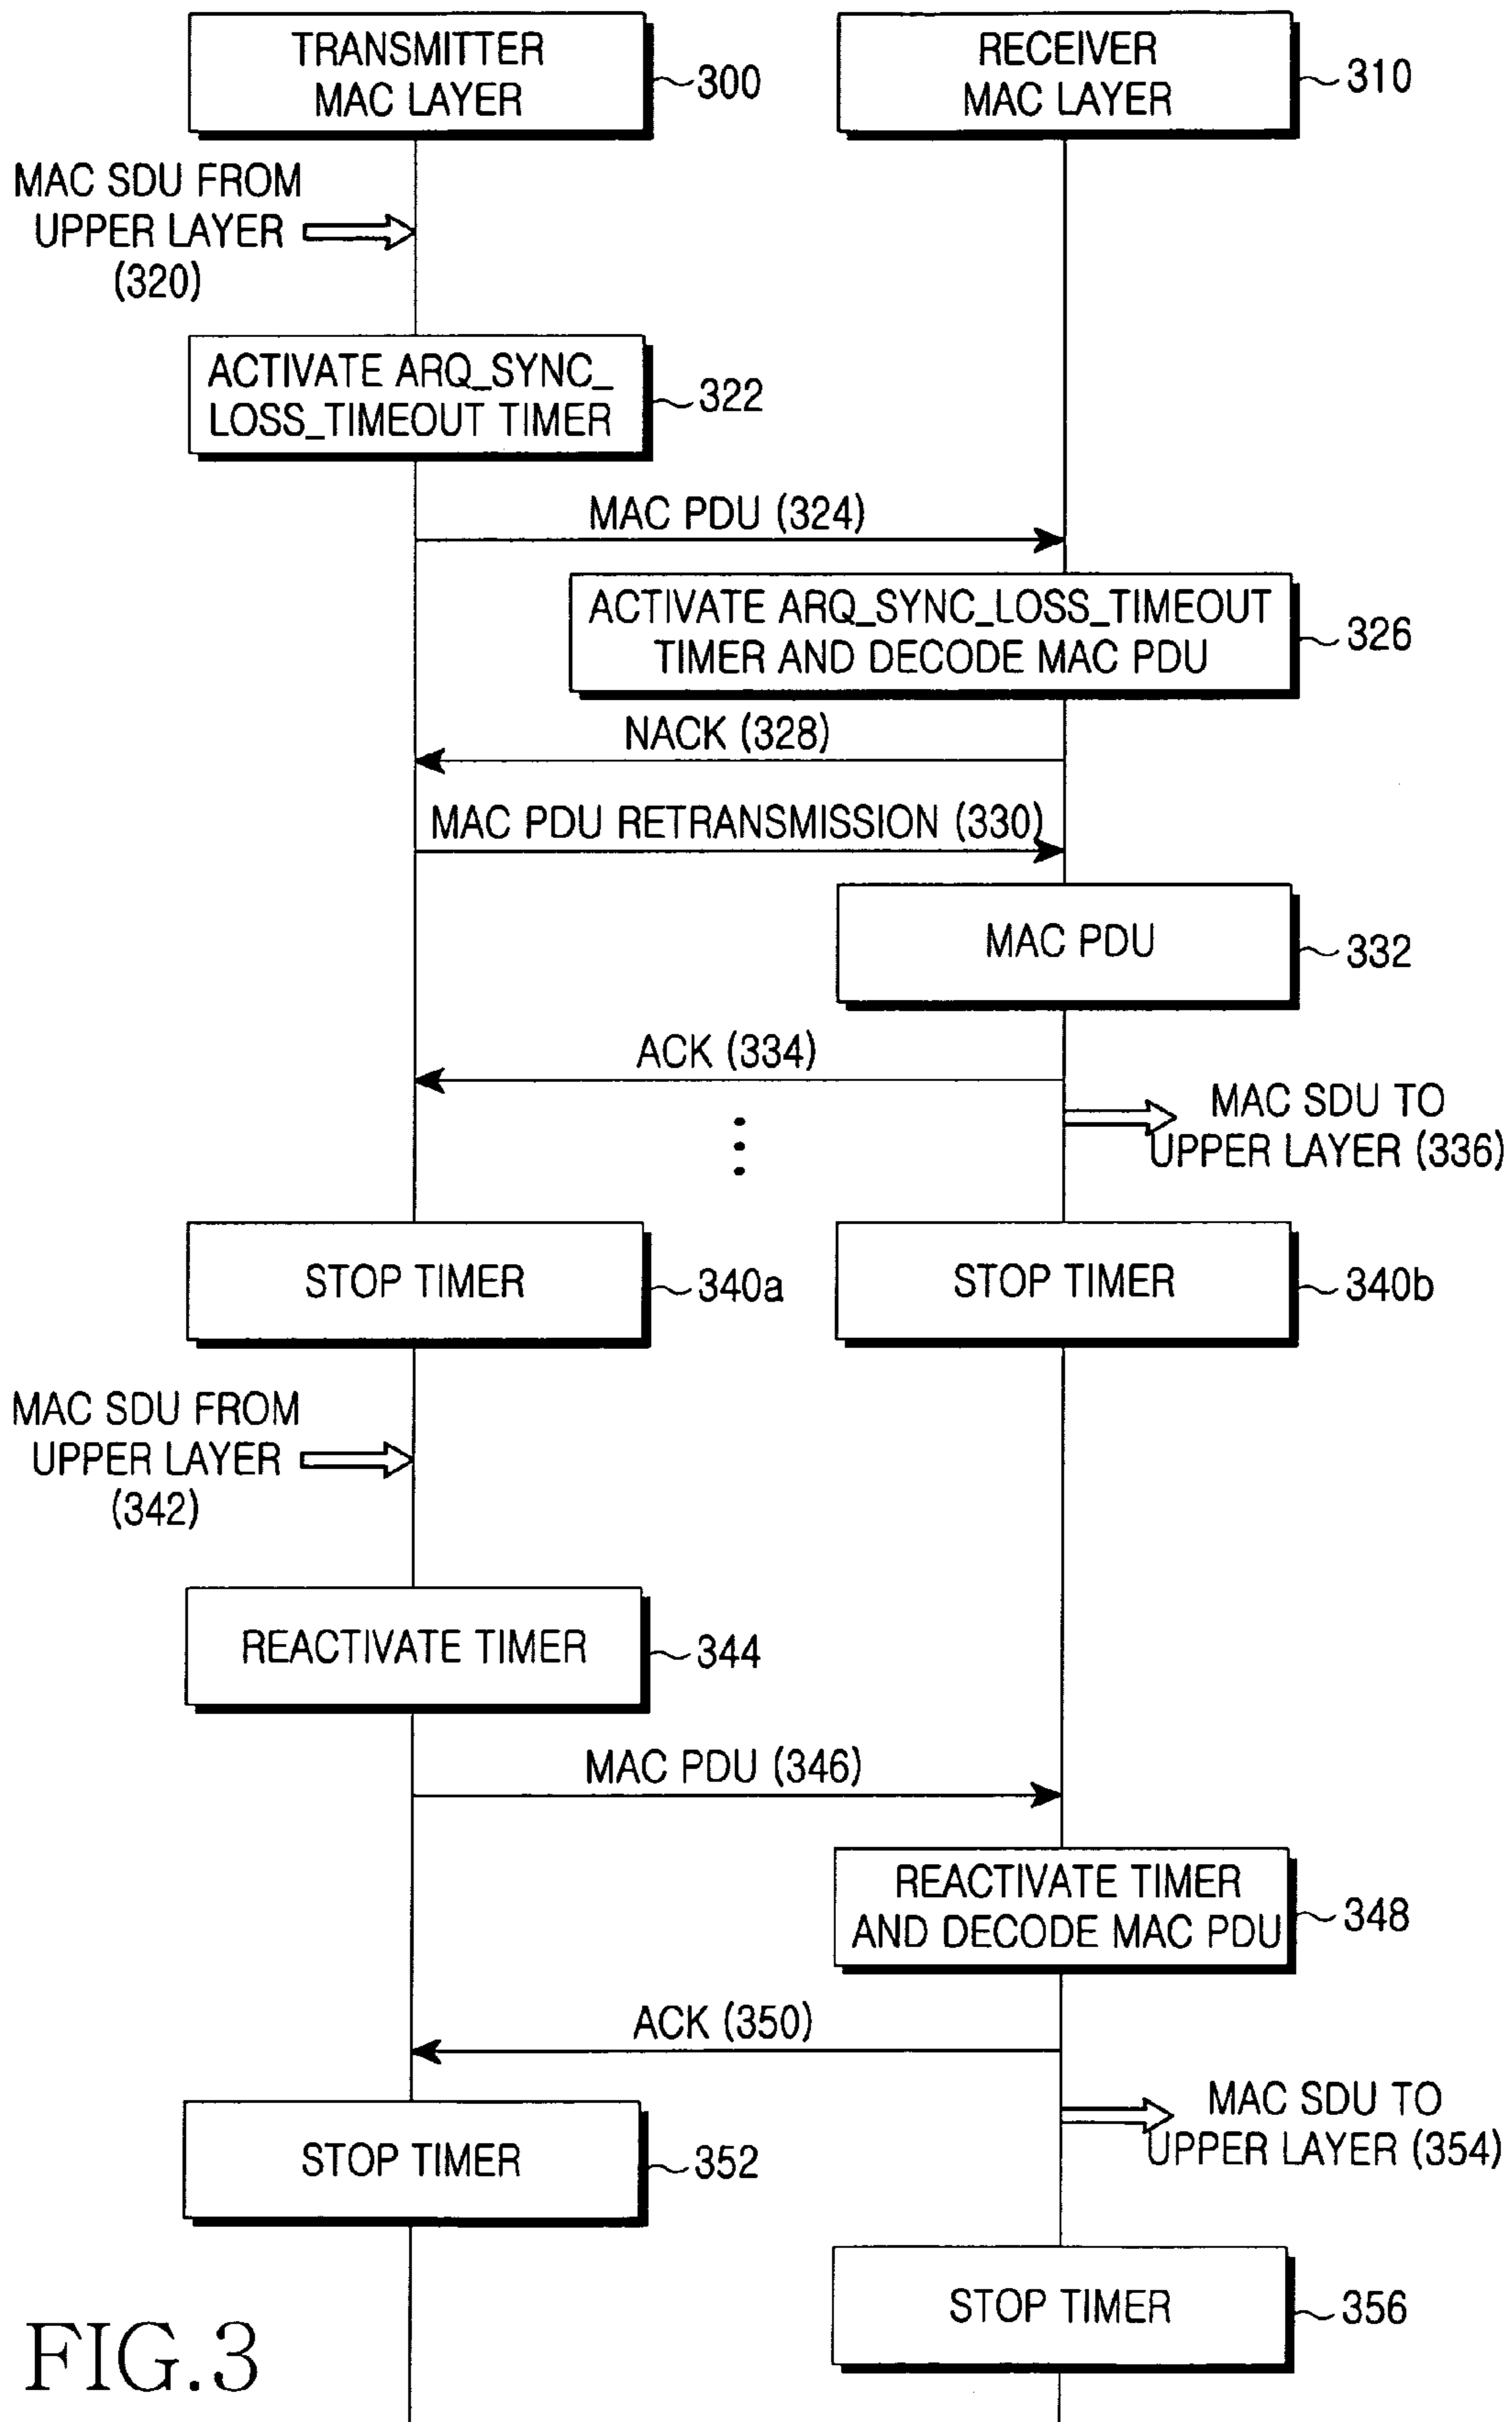 TRANSMITTER
MAC LAYER
300
RECEIVER
MAC LAYER
310
MAC SDU FROM
UPPER LAYER
(320)
ACTIVATE ARQ_SYNC_
LOSS_TIMEOUT TIMER
322
MAC PDU (324)
ACTIVATE ARQ_SYNC_LOSS_TIMEOUT
TIMER AND DECODE MAC PDU
326
NACK (328)
MAC PDU RETRANSMISSION (330)
MAC PDU
332
ACK (334)
MAC SDU TO
UPPER LAYER (336)
STOP TIMER
340a
STOP TIMER
340b
MAC SDU FROM
UPPER LAYER
(342)
REACTIVATE TIMER
344
MAC PDU (346)
REACTIVATE TIMER
AND DECODE MAC PDU
348
ACK (350)
MAC SDU TO
UPPER LAYER (354)
STOP TIMER
352
STOP TIMER
356
FIG.3